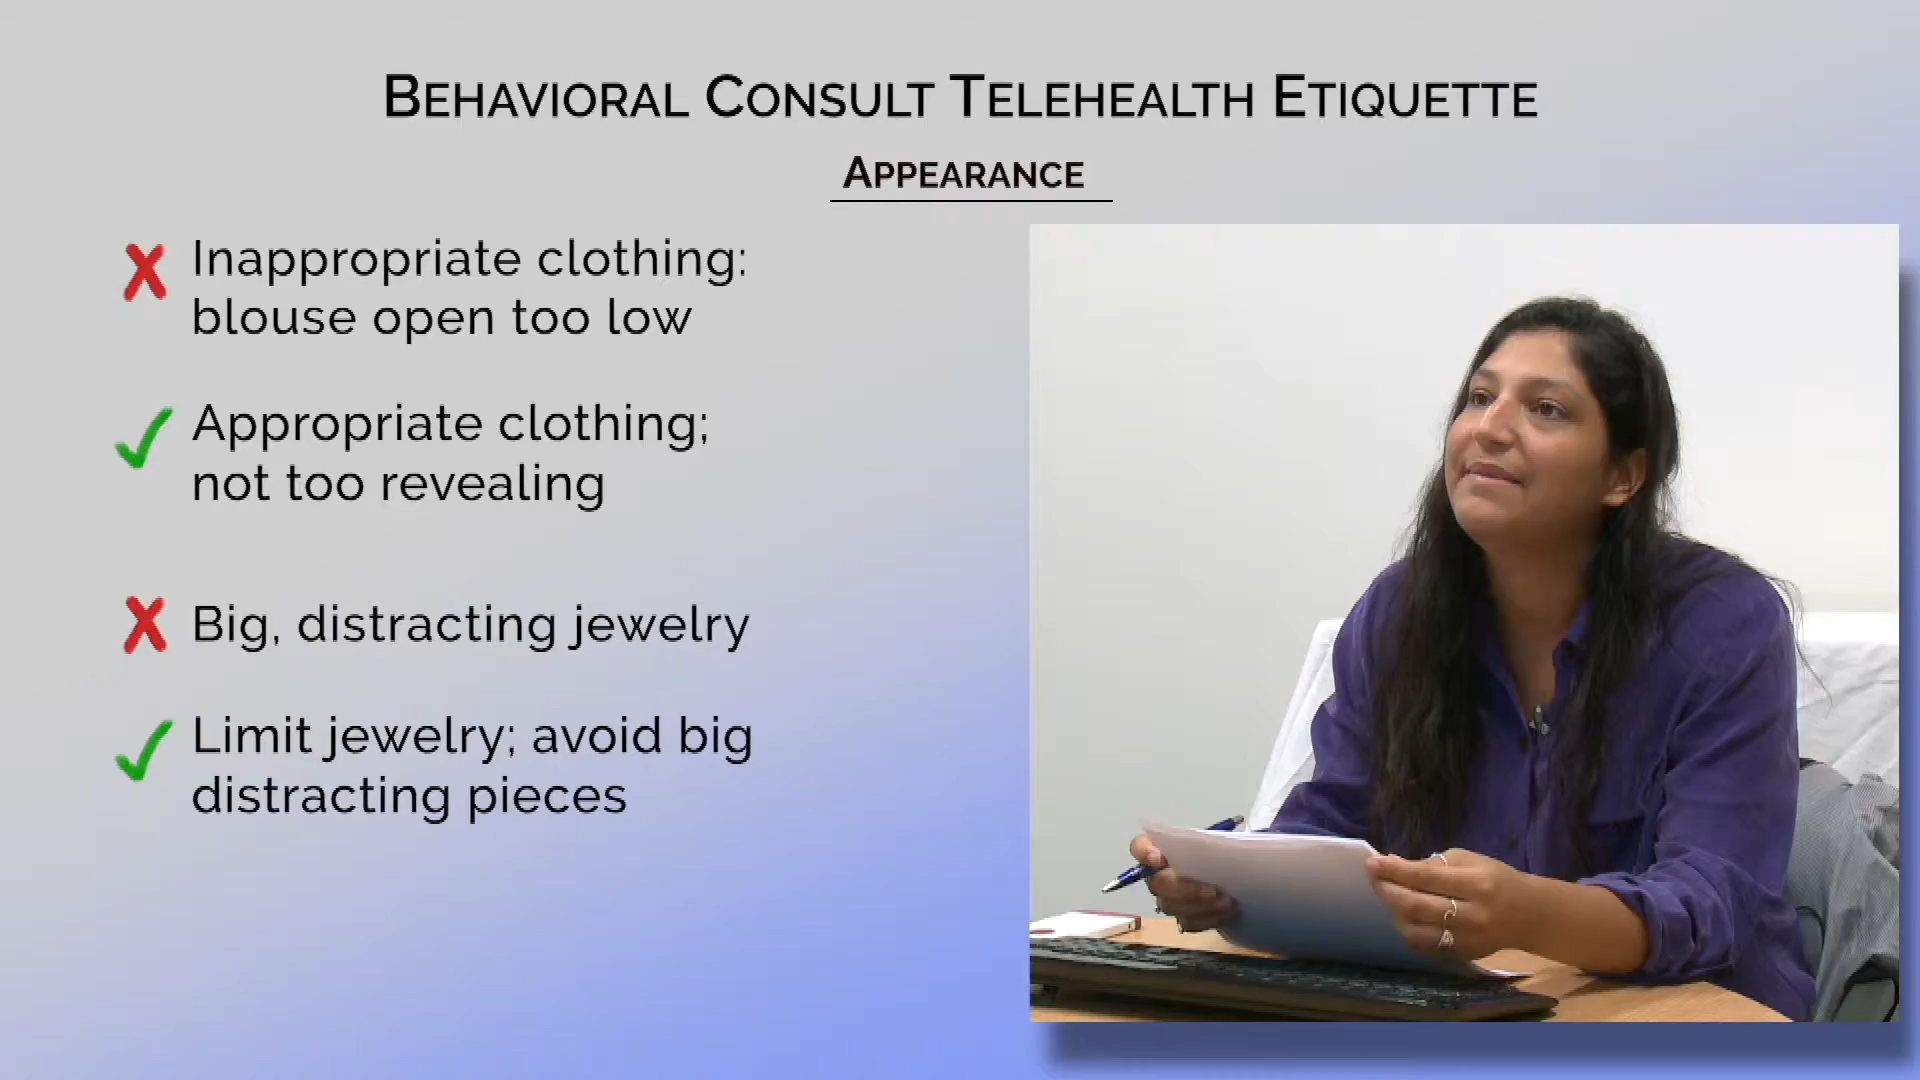 Behavioral Consult Telehealth Etiquette
Appearance
Inappropriate clothing:
blouse open too low
Appropriate clothing;
not too revealing
Big, distracting jewelry
Limit jewelry; avoid big
distracting pieces